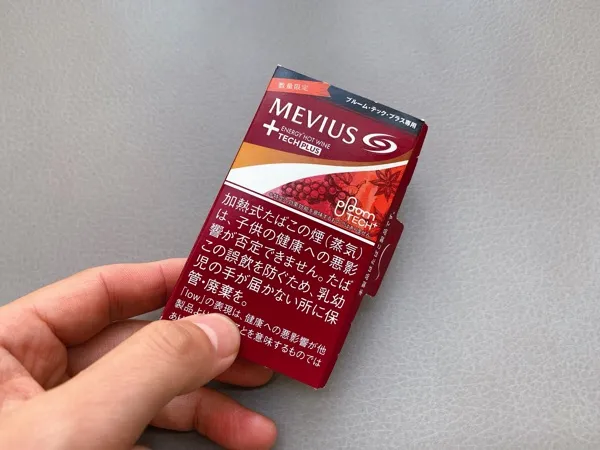 数量限定
ブルーム・テック・プラス専用
MEVIUS
ENERGY HOT WINE
+TECH PLUS
Ploom
TECH+
加熱式たばこの煙(蒸気)
は、子供の健康への悪影
響が否定できません。たば
この誤飲を防ぐため、乳幼
児の手が届かない所に保
管・廃棄を。
「low」の表現は、健康への悪影響が他
製品より
ことを意味するものでは